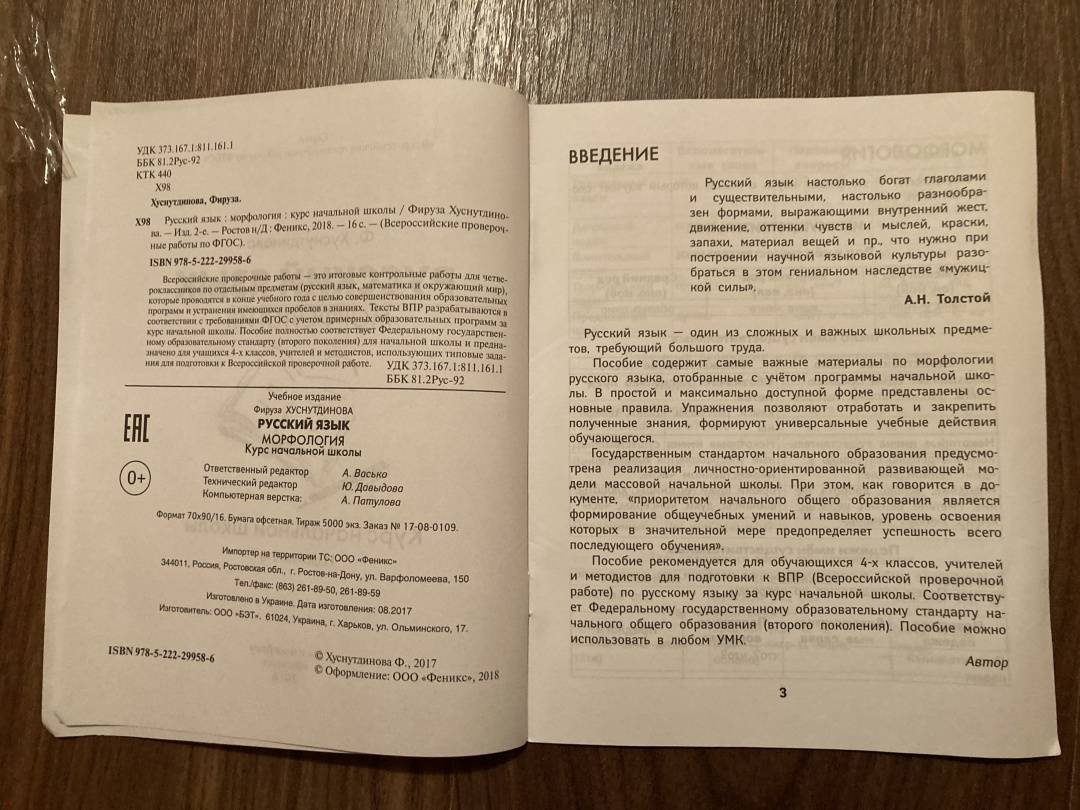 УДК 373.167.1:811.161.1
ББК 81.2Рус-92
КТК 440
Х98
Хуснутдинова, Фируза.
Х98 Русский язык : морфология : курс начальной школы / Фируза Хуснутдино-
ва. — Изд. 2-е. — Ростов н/Д : Феникс, 2018. — 16 с. — (Всероссийские провероч-
ные работы по ФГОС).
ISBN 978-5-222-29958-6
Всероссийские проверочные работы — это итоговые контрольные работы для четве-
роклассников по отдельным предметам (русский язык, математика и окружающий мир),
которые проводятся в конце учебного года с целью совершенствования образовательных
программ и устранения имеющихся пробелов в знаниях. Тексты ВПР разрабатываются в
соответствии с требованиями ФГОС с учетом примерных образовательных программ за
курс начальной школы. Пособие полностью соответствует Федеральному государствен-
ному образовательному стандарту (второго поколения) для начальной школы и предна-
значено для учащихся 4-х классов, учителей и методистов, использующих типовые зада-
ния для подготовки к Всероссийской проверочной работе.
УДК 373.167.1:811.161.1
ББК 81.2Рус-92
Учебное издание
Фируза ХУСНУТДИНОВА
РУССКИЙ ЯЗЫК
МОРФОЛОГИЯ
Курс начальной школы
ЕАС
0+
Ответственный редактор А. Васько
Технический редактор Ю. Давыдова
Компьютерная верстка: А. Патулова
Формат 70х90/16. Бумага офсетная. Тираж 5000 экз. Заказ № 17-08-0109.
Импортер на территории ТС: ООО «Феникс»
344011, Россия, Ростовская обл., г. Ростов-на-Дону, ул. Варфоломеева, 150
Тел./факс: (863) 261-89-50, 261-89-59
Изготовлено в Украине. Дата изготовления: 08.2017
Изготовитель: ООО «БЭТ». 61024, Украина, г. Харьков, ул. Ольминского, 17.
ISBN 978-5-222-29958-6
© Хуснутдинова Ф., 2017
© Оформление: ООО «Феникс», 2018
ВВЕДЕНИЕ
Русский язык настолько богат глаголами
и существительными, настолько разнообра-
зен формами, выражающими внутренний жест,
движение, оттенки чувств и мыслей, краски,
запахи, материал вещей и пр., что нужно при
построении научной языковой культуры разо-
браться в этом гениальном наследстве «мужиц-
кой силы».
А.Н. Толстой
Русский язык — один из сложных и важных школьных предме-
тов, требующий большого труда.
Пособие содержит самые важные материалы по морфологии
русского языка, отобранные с учётом программы начальной шко-
лы. В простой и максимально доступной форме представлены ос-
новные правила. Упражнения позволяют отработать и закрепить
полученные знания, формируют универсальные учебные действия
обучающегося.
Государственным стандартом начального образования предусмо-
трена реализация личностно-ориентированной развивающей мо-
дели массовой начальной школы. При этом, как говорится в до-
кументе, «приоритетом начального общего образования является
формирование общеучебных умений и навыков, уровень освоения
которых в значительной мере предопределяет успешность всего
последующего обучения».
Пособие рекомендуется для обучающихся 4-х классов, учителей
и методистов для подготовки к ВПР (Всероссийской проверочной
работе) по русскому языку за курс начальной школы. Соответству-
ет Федеральному государственному образовательному стандарту на-
чального общего образования (второго поколения). Пособие можно
использовать в любом УМК.
Автор
3